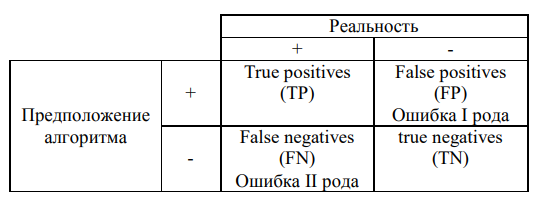 Реальность
+ -
Предположение
алгоритма
+
True positives
(TP)
False positives
(FP)
Ошибка I рода
-
False negatives
(FN)
Ошибка II рода
true negatives
(TN)